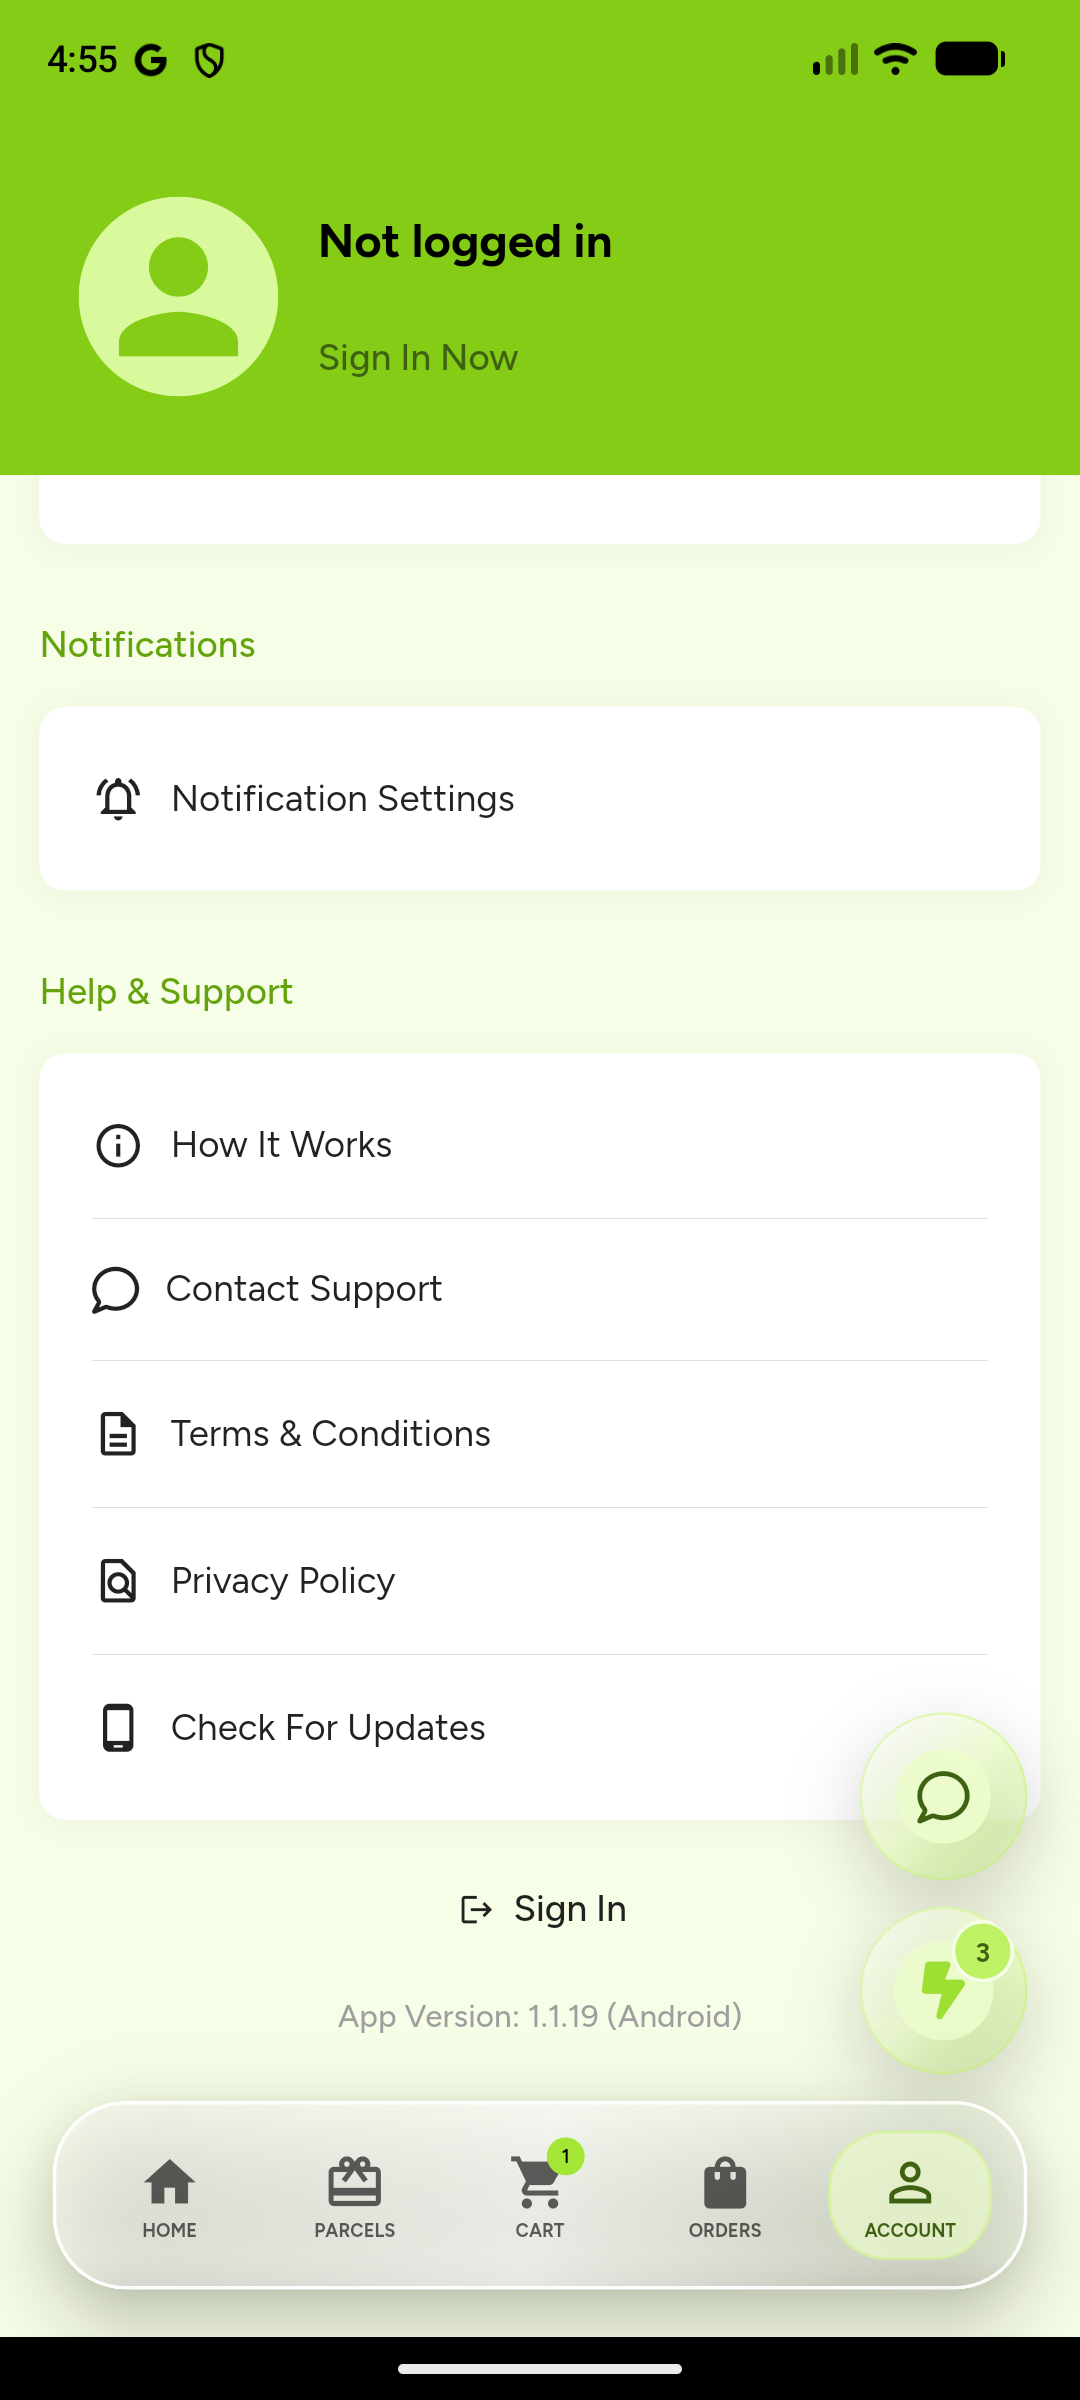 4:55
Not logged in
Sign In Now
Notifications
Notification Settings
Help & Support
How It Works
Contact Support
Terms & Conditions
Privacy Policy
Check For Updates
Sign In
3
App Version: 1.1.19 (Android)
1
HOME
PARCELS
CART
ORDERS
ACCOUNT